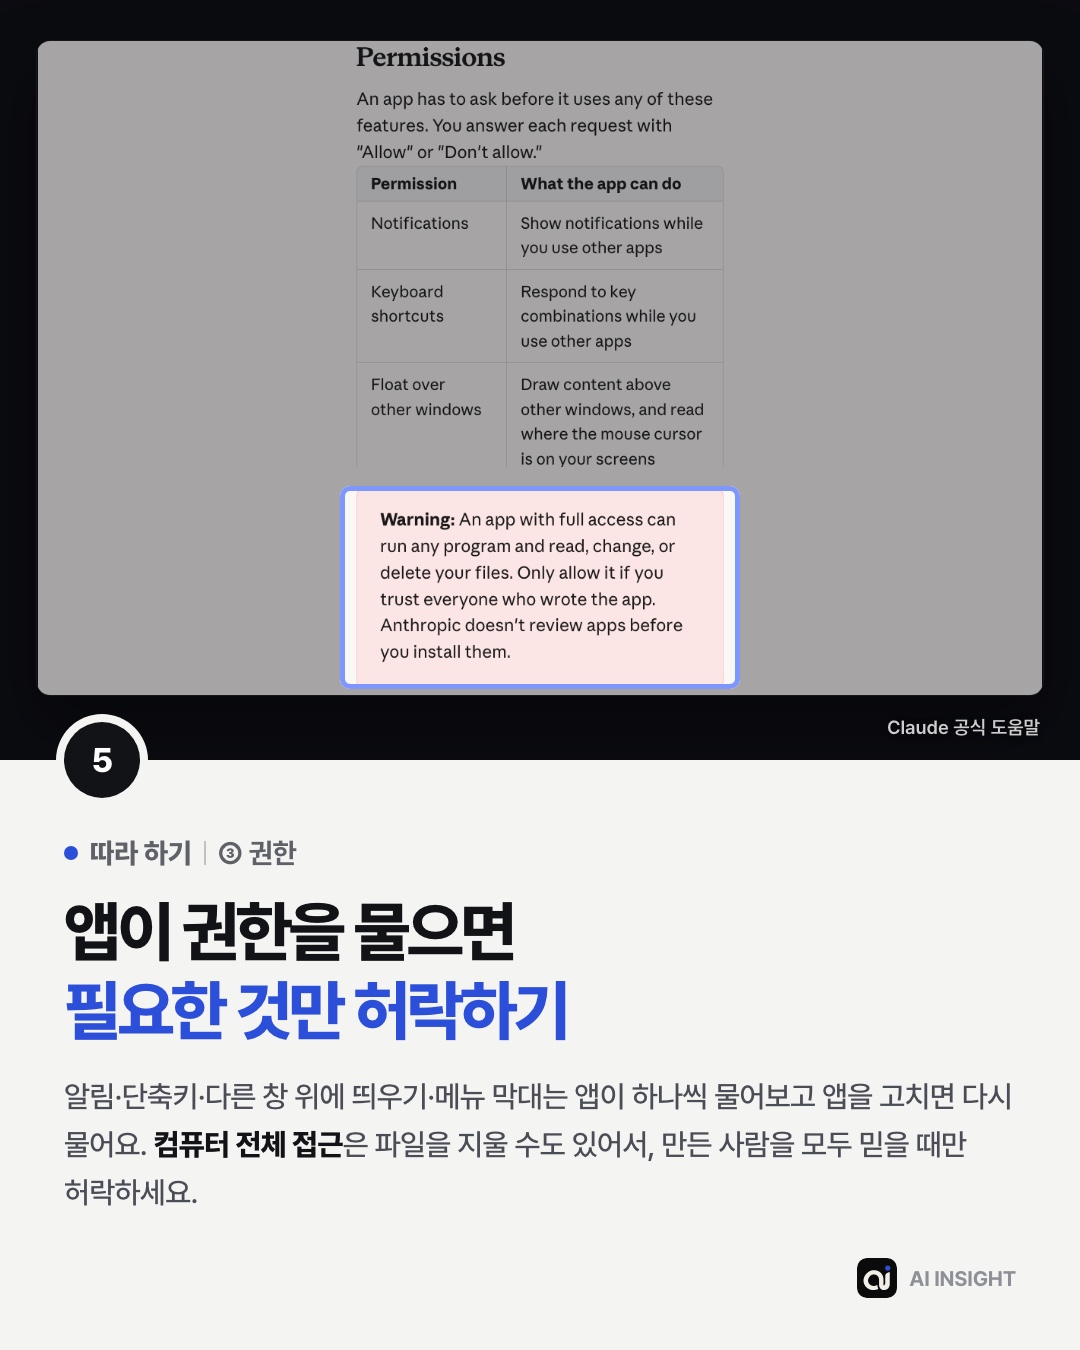 Permissions
An app has to ask before it uses any of these
features. You answer each request with
"Allow" or "Don't allow."
Permission
What the app can do
Notifications
Show notifications while
you use other apps
Keyboard
shortcuts
Respond to key
combinations while you
use other apps
Float over
other windows
Draw content above
other windows, and read
where the mouse cursor
is on your screens
Warning: An app with full access can
run any program and read, change, or
delete your files. Only allow it if you
trust everyone who wrote the app.
Anthropic doesn't review apps before
you install them.
Claude 공식 도움말
5
따라 하기 | ③ 권한
앱이 권한을 물으면
필요한 것만 허락하기
알림·단축키·다른 창 위에 띄우기·메뉴 막대는 앱이 하나씩 물어보고 앱을 고치면 다시
물어요. 컴퓨터 전체 접근은 파일을 지울 수도 있어서, 만든 사람을 모두 믿을 때만
허락하세요.
ai AI INSIGHT